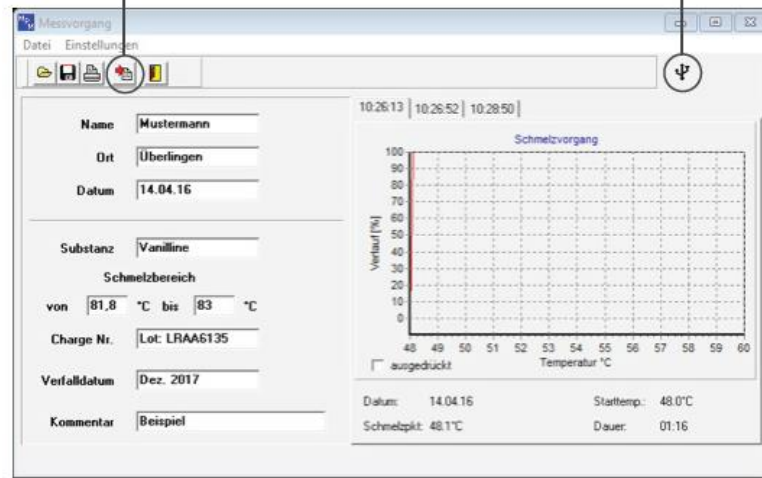 Messvorgang
Datei Einstellungen
Name Mustermann
Ort Überlingen
Datum 14.04.16
Substanz Vanilline
Schmelzbereich
von 81,8 °C bis 83 °C
Charge Nr. Lot: LRAA6135
Verfalldatum Dez. 2017
Kommentar Beispiel
10:26:13 10:26:52 10:28:50
Schmelzvorgang
Verlauf [%]
100
90
80
70
60
50
40
30
20
10
0
48 49 50 51 52 53 54 55 56 57 58 59 60
Temperatur °C
ausgedrückt
Datum: 14.04.16 Starttemp.: 48.0°C
Schmelzpkt: 48.1°C Dauer: 01:16